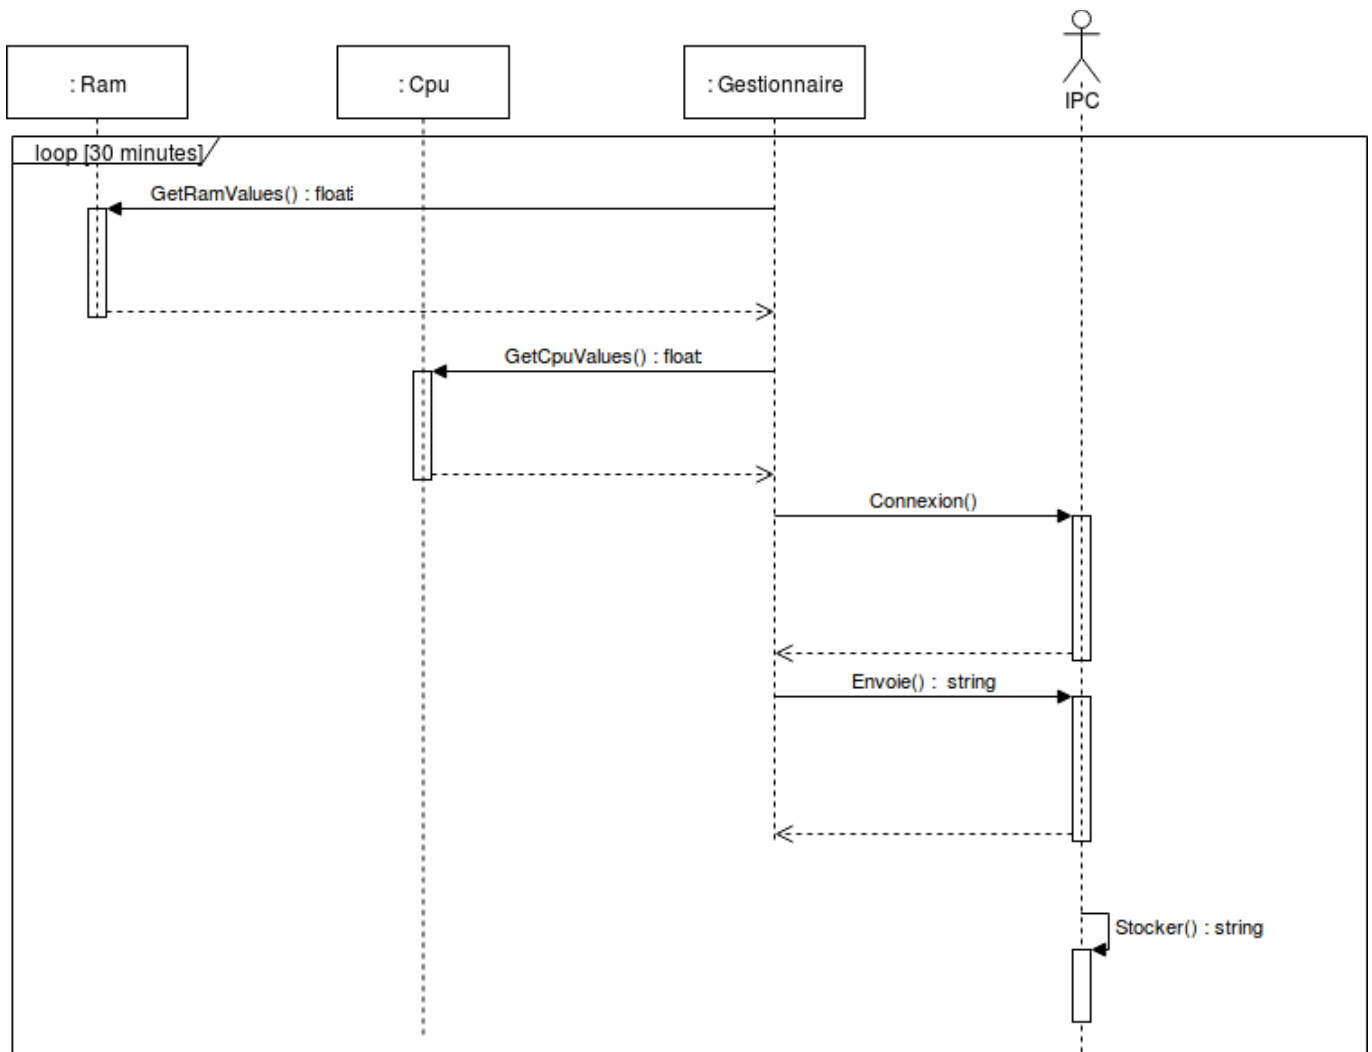 : Ram
: Cpu
: Gestionnaire
IPC
loop [30 minutes]
GetRamValues() : float
GetCpuValues() : float
Connexion()
Envoie() : string
Stocker() : string